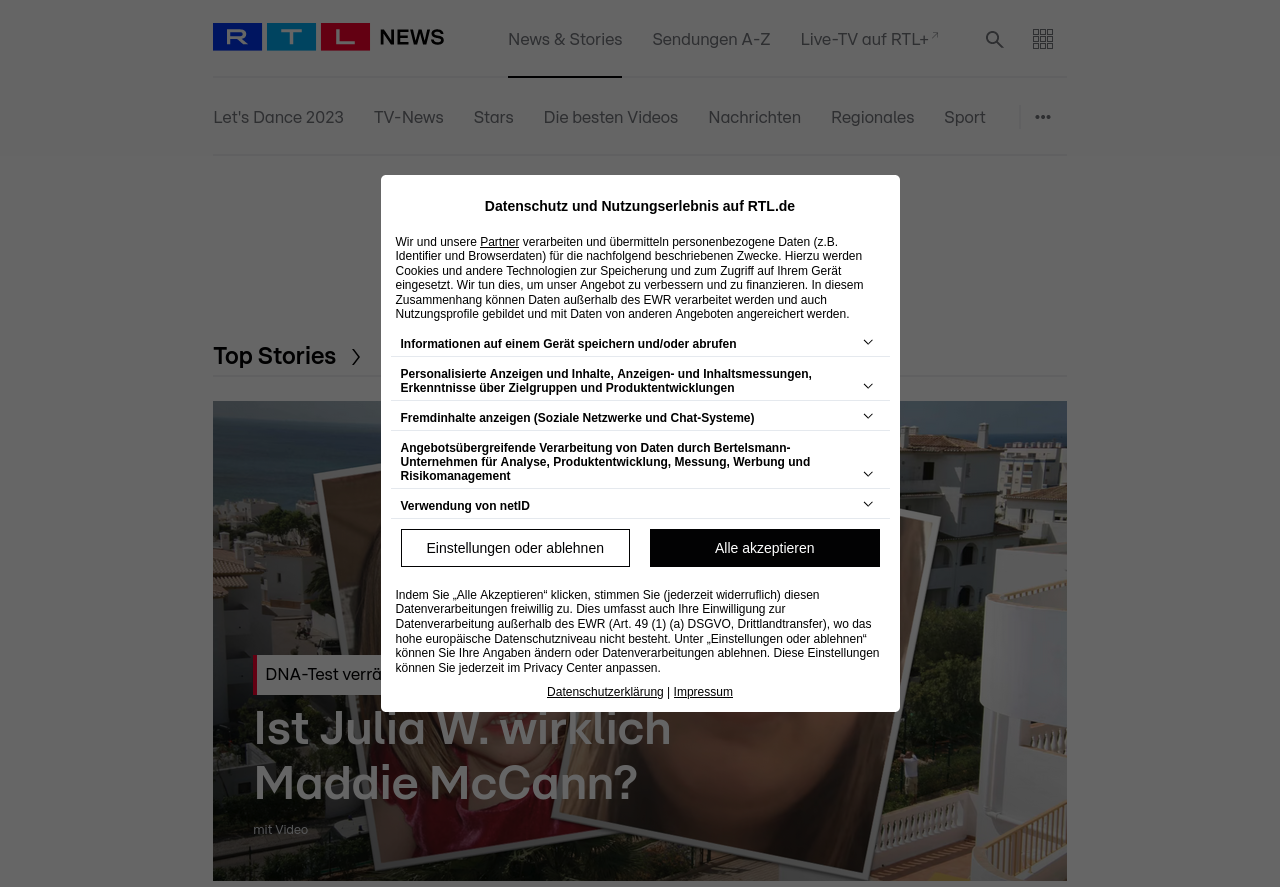 R T L NEWS
News & Stories
Sendungen A-Z
Live-TV auf RTL+
Let's Dance 2023
TV-News
Stars
Die besten Videos
Nachrichten
Regionales
Sport
Top Stories
Datenschutz und Nutzungserlebnis auf RTL.de
Wir und unsere Partner verarbeiten und übermitteln personenbezogene Daten (z.B.
Identifier und Browserdaten) für die nachfolgend beschriebenen Zwecke. Hierzu werden
Cookies und andere Technologien zur Speicherung und zum Zugriff auf Ihrem Gerät
eingesetzt. Wir tun dies, um unser Angebot zu verbessern und zu finanzieren. In diesem
Zusammenhang können Daten außerhalb des EWR verarbeitet werden und auch
Nutzungsprofile gebildet und mit Daten von anderen Angeboten angereichert werden.
Informationen auf einem Gerät speichern und/oder abrufen
Personalisierte Anzeigen und Inhalte, Anzeigen- und Inhaltsmessungen,
Erkenntnisse über Zielgruppen und Produktentwicklungen
Fremdinhalte anzeigen (Soziale Netzwerke und Chat-Systeme)
Angebotsübergreifende Verarbeitung von Daten durch Bertelsmann-
Unternehmen für Analyse, Produktentwicklung, Messung, Werbung und
Risikomanagement
Verwendung von netID
Einstellungen oder ablehnen
Alle akzeptieren
Indem Sie „Alle Akzeptieren“ klicken, stimmen Sie (jederzeit widerruflich) diesen
Datenverarbeitungen freiwillig zu. Dies umfasst auch Ihre Einwilligung zur
Datenverarbeitung außerhalb des EWR (Art. 49 (1) (a) DSGVO, Drittlandtransfer), wo das
hohe europäische Datenschutzniveau nicht besteht. Unter „Einstellungen oder ablehnen“
können Sie Ihre Angaben ändern oder Datenverarbeitungen ablehnen. Diese Einstellungen
können Sie jederzeit im Privacy Center anpassen.
Datenschutzerklärung | Impressum
DNA-Test verrä
Ist Julia W. wirklich
Maddie McCann?
mit Video